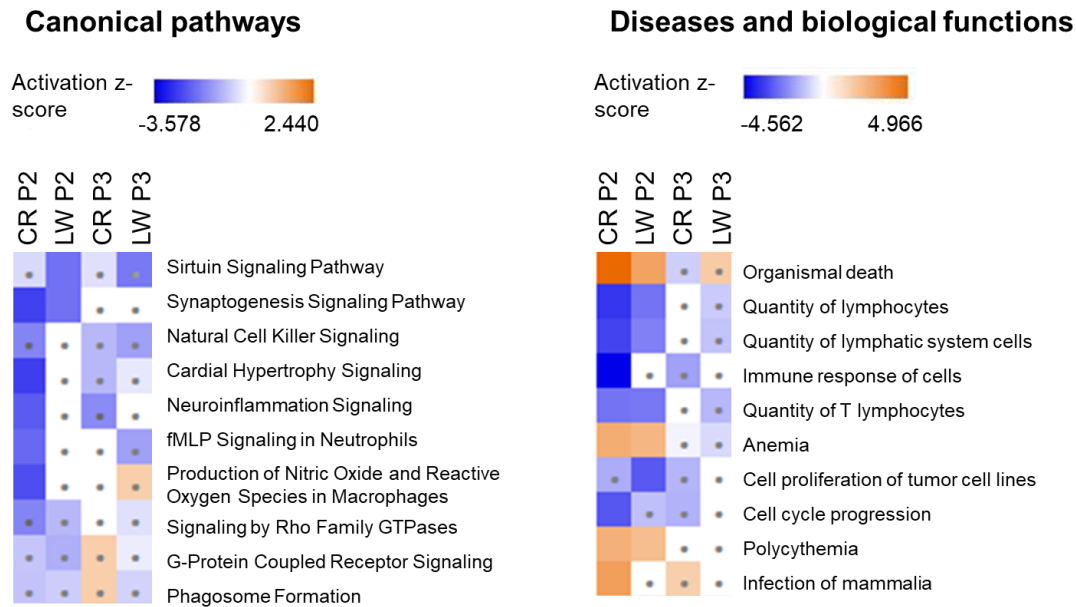 Canonical pathways
Activation z-
score
-3.578
2.440
CR P2
LW P2
CR P3
LW P3
Sirtuin Signaling Pathway
Synaptogenesis Signaling Pathway
Natural Cell Killer Signaling
Cardial Hypertrophy Signaling
Neuroinflammation Signaling
fMLP Signaling in Neutrophils
Production of Nitric Oxide and Reactive
Oxygen Species in Macrophages
Signaling by Rho Family GTPases
G-Protein Coupled Receptor Signaling
Phagosome Formation
Diseases and biological functions
Activation z-
score
-4.562
4.966
CR P2
LW P2
CR P3
LW P3
Organismal death
Quantity of lymphocytes
Quantity of lymphatic system cells
Immune response of cells
Quantity of T lymphocytes
Anemia
Cell proliferation of tumor cell lines
Cell cycle progression
Polycythemia
Infection of mammalia